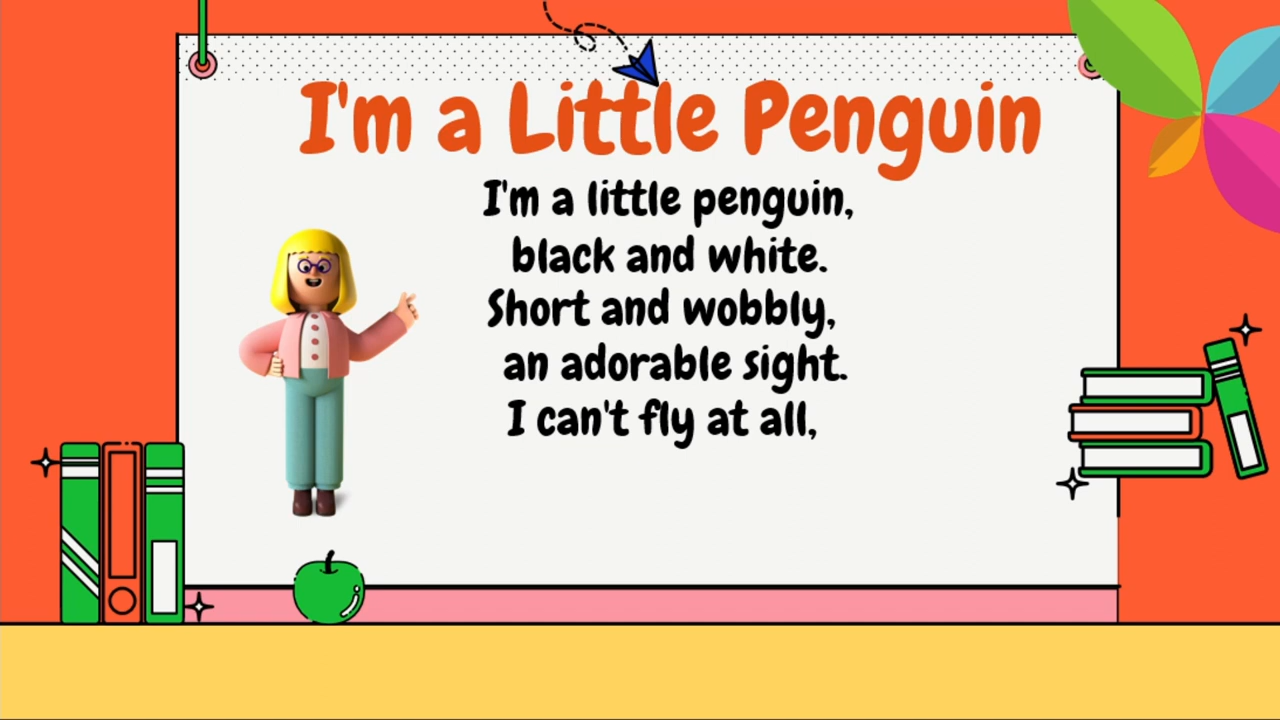 I'm a Little Penguin
I'm a little penguin,
black and white.
Short and wobbly,
an adorable sight.
I can't fly at all,